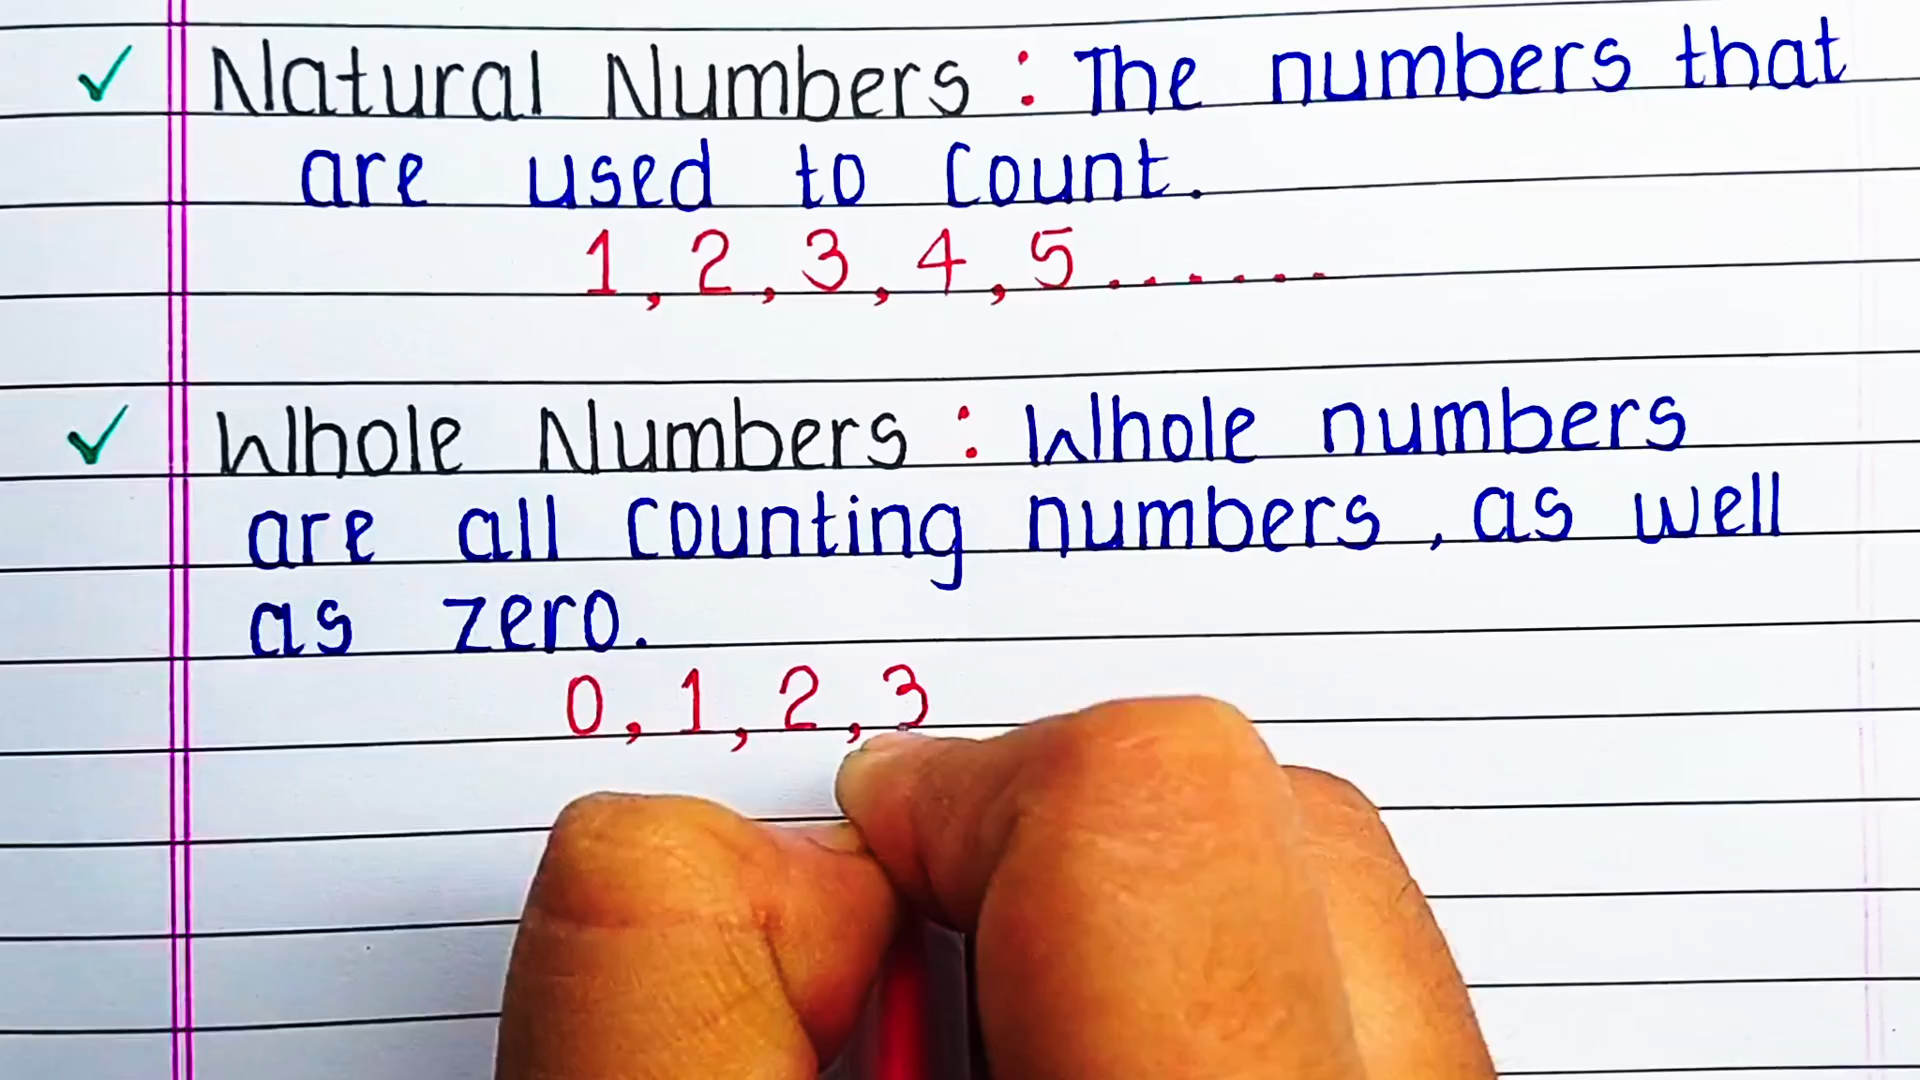 ✓ Natural Numbers : The numbers that
are used to count.
1, 2, 3, 4, 5.......
✓ Whole Numbers : Whole numbers
are all counting numbers, as well
as zero.
0, 1, 2, 3